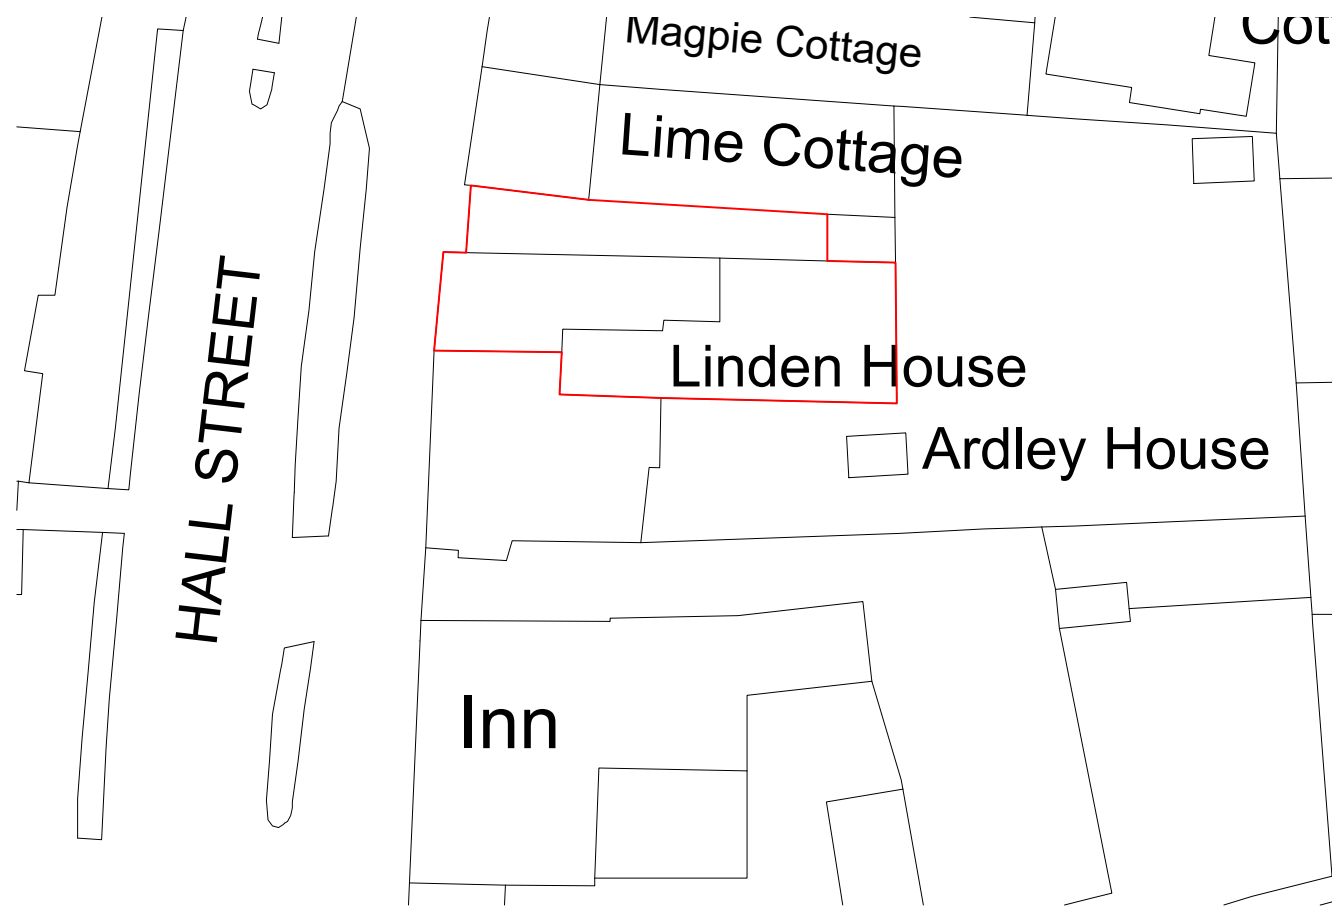 Magpie Cottage
Lime Cottage
HALL STREET
Linden House
Ardley House
Inn